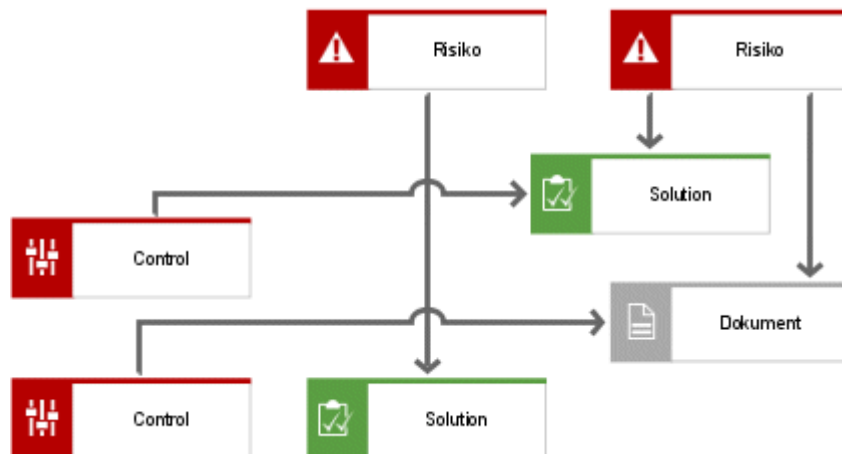 Risiko
Risiko
Solution
Control
Dokument
Control
Solution